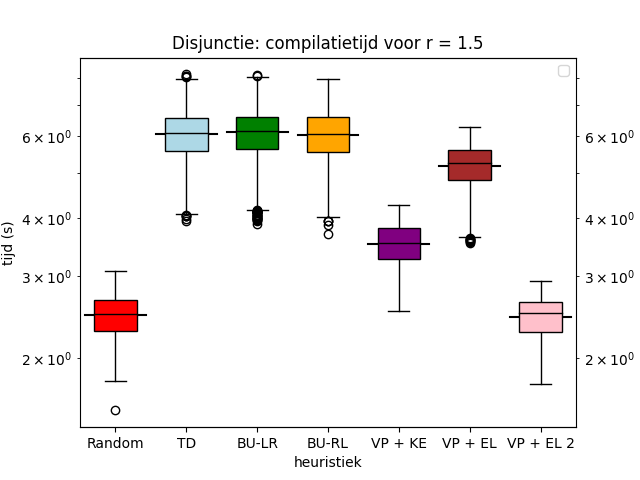 Disjunctie: compilatietijd voor r = 1.5
tijd (s)
6 × 10⁰
4 × 10⁰
3 × 10⁰
2 × 10⁰
6 × 10⁰
4 × 10⁰
3 × 10⁰
2 × 10⁰
Random TD BU-LR BU-RL VP + KE VP + EL VP + EL 2
heuristiek